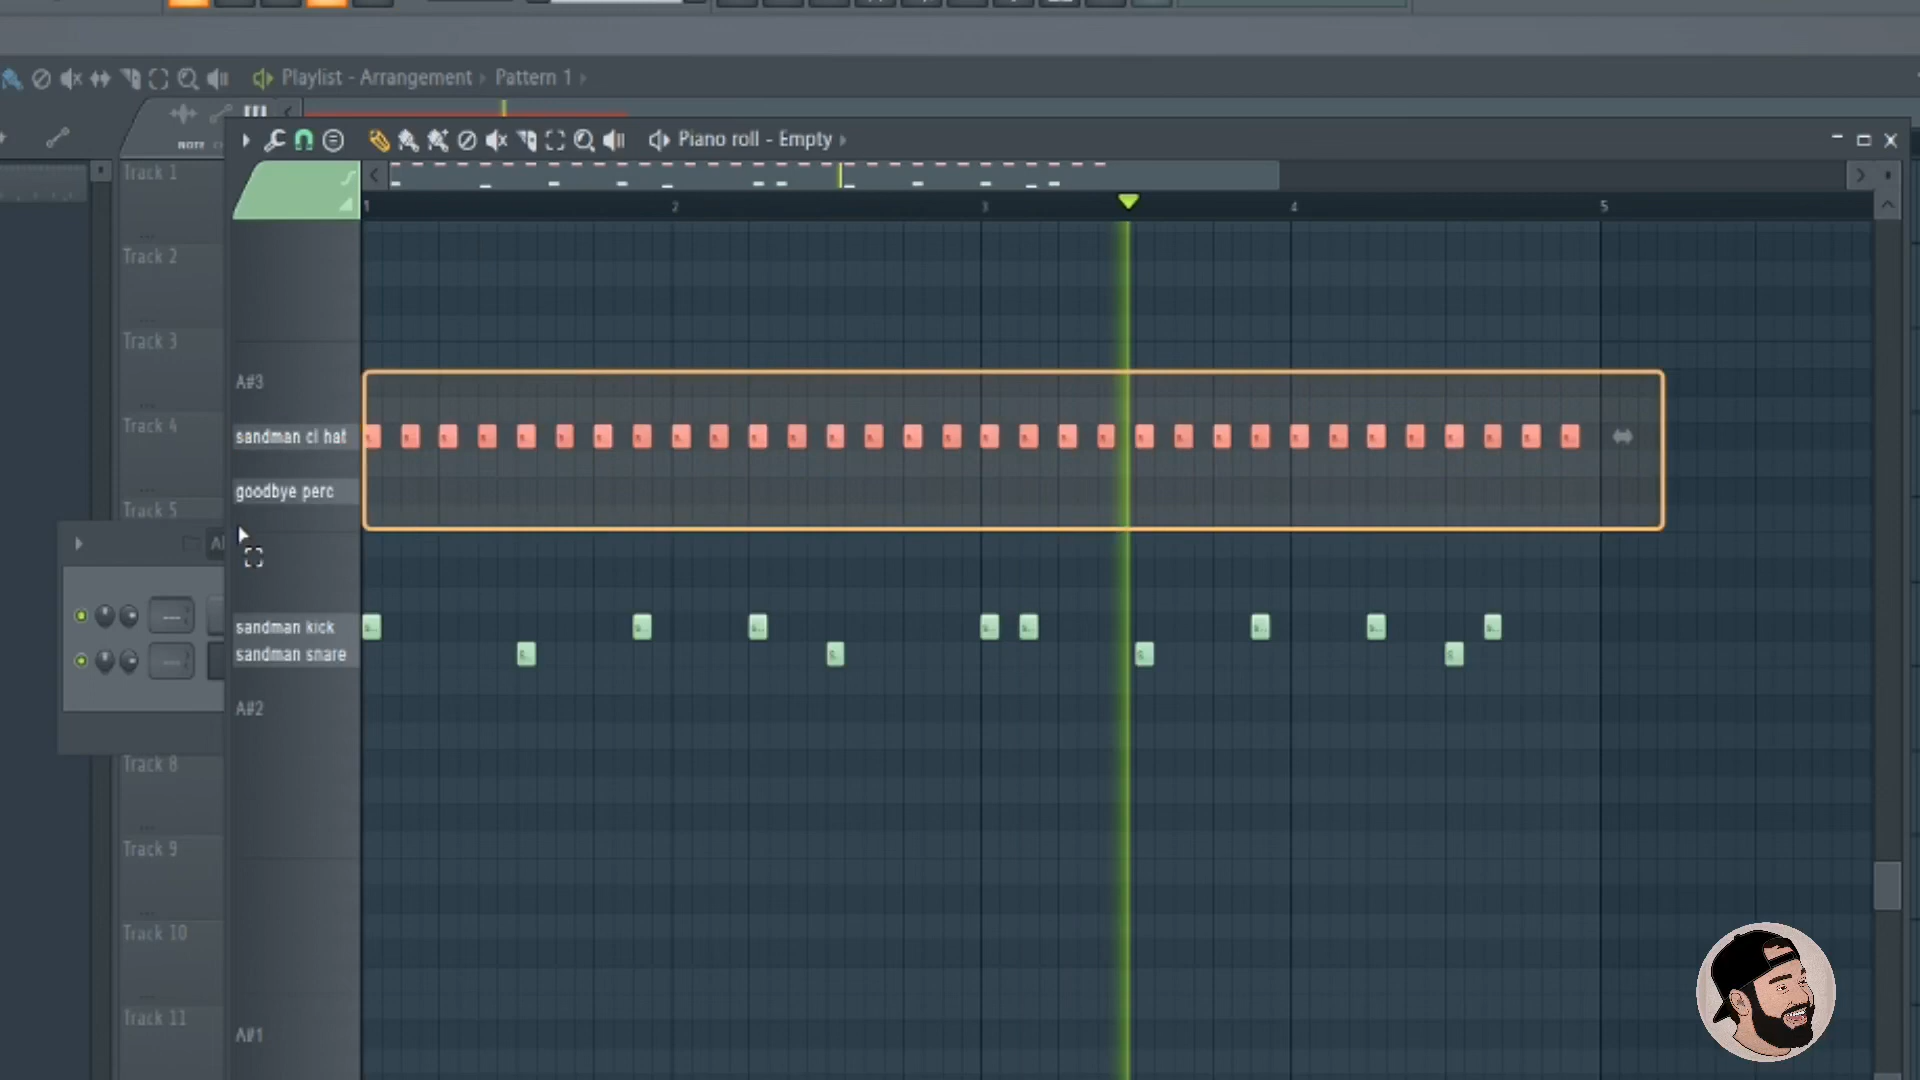 Playlist - Arrangement › Pattern 1 ›
NOTE
Piano roll - Empty ›
Track 1
1 2 3 4 5
Track 2
Track 3
A#3
Track 4
sandman cl hat
goodbye perc
Track 5
sandman kick
sandman snare
A#2
Track 8
Track 9
Track 10
Track 11
A#1